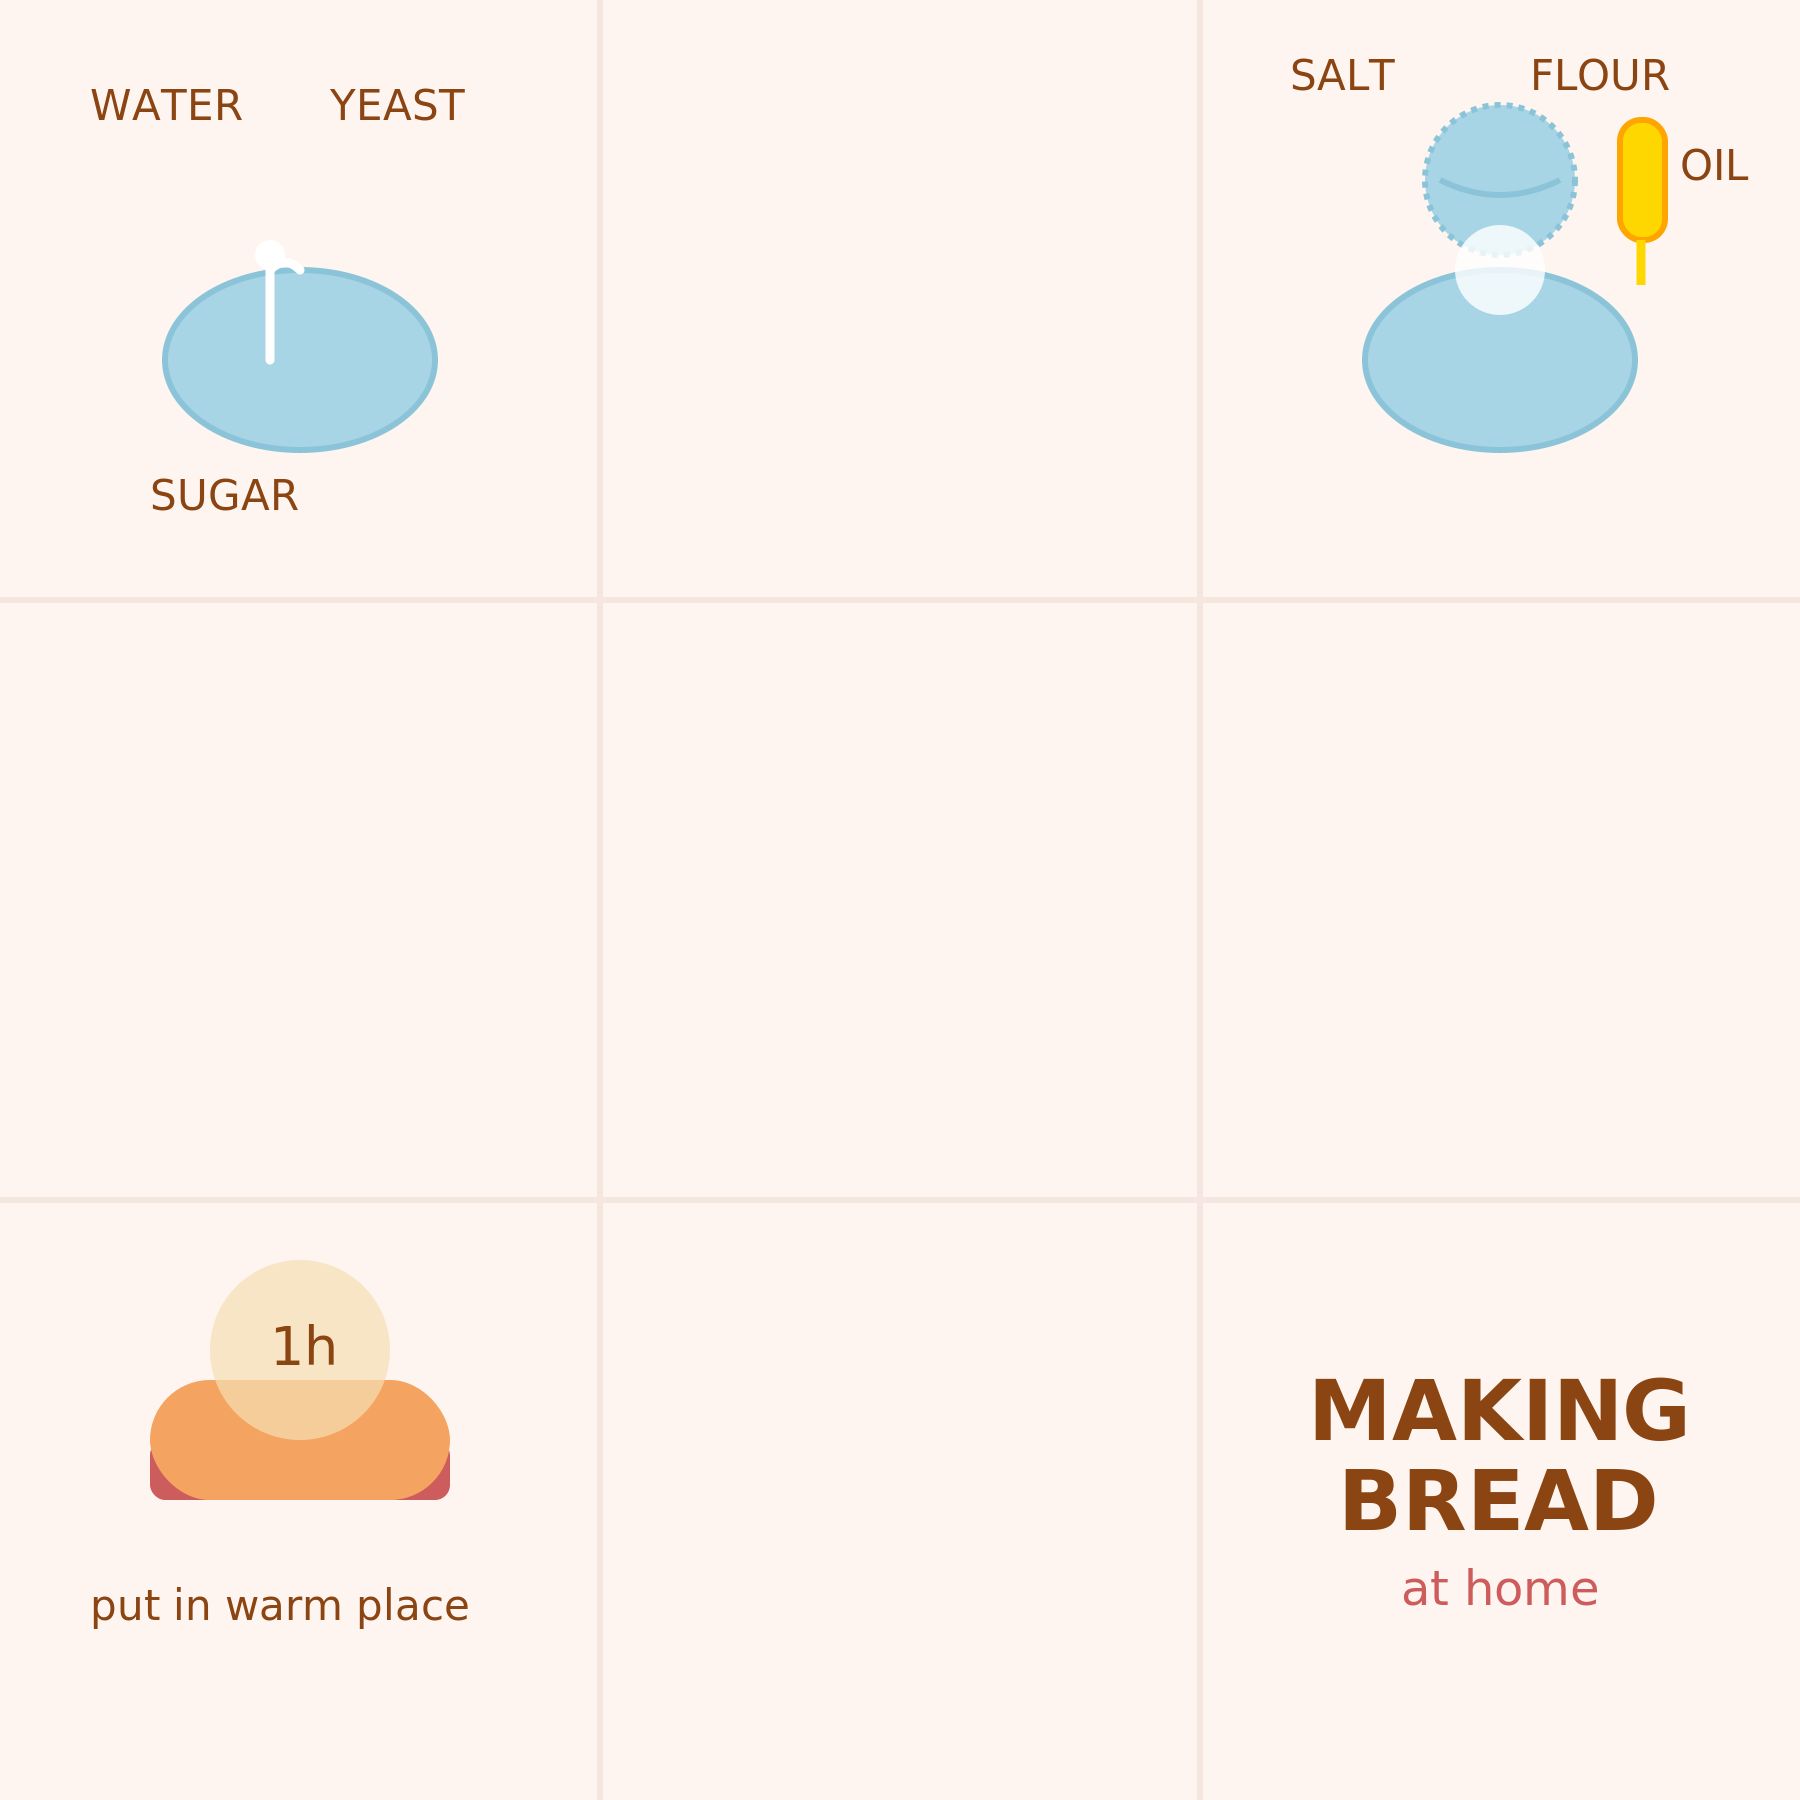 WATER
YEAST
SUGAR
SALT
FLOUR
OIL
1h
put in warm place
MAKING
BREAD
at home